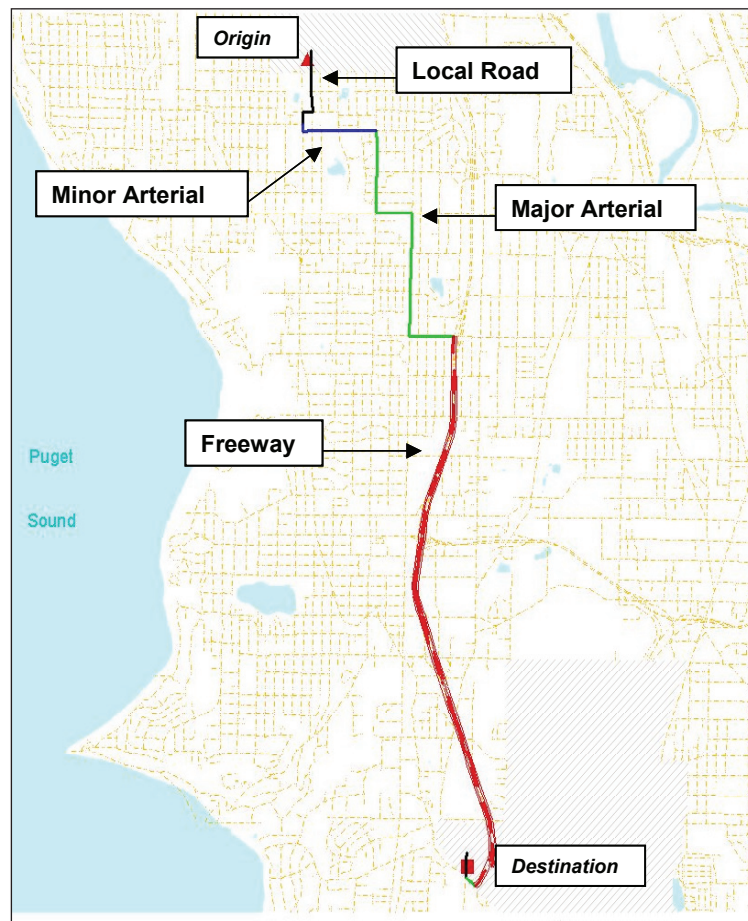 Origin
Local Road
Minor Arterial
Major Arterial
Freeway
Puget
Sound
Destination